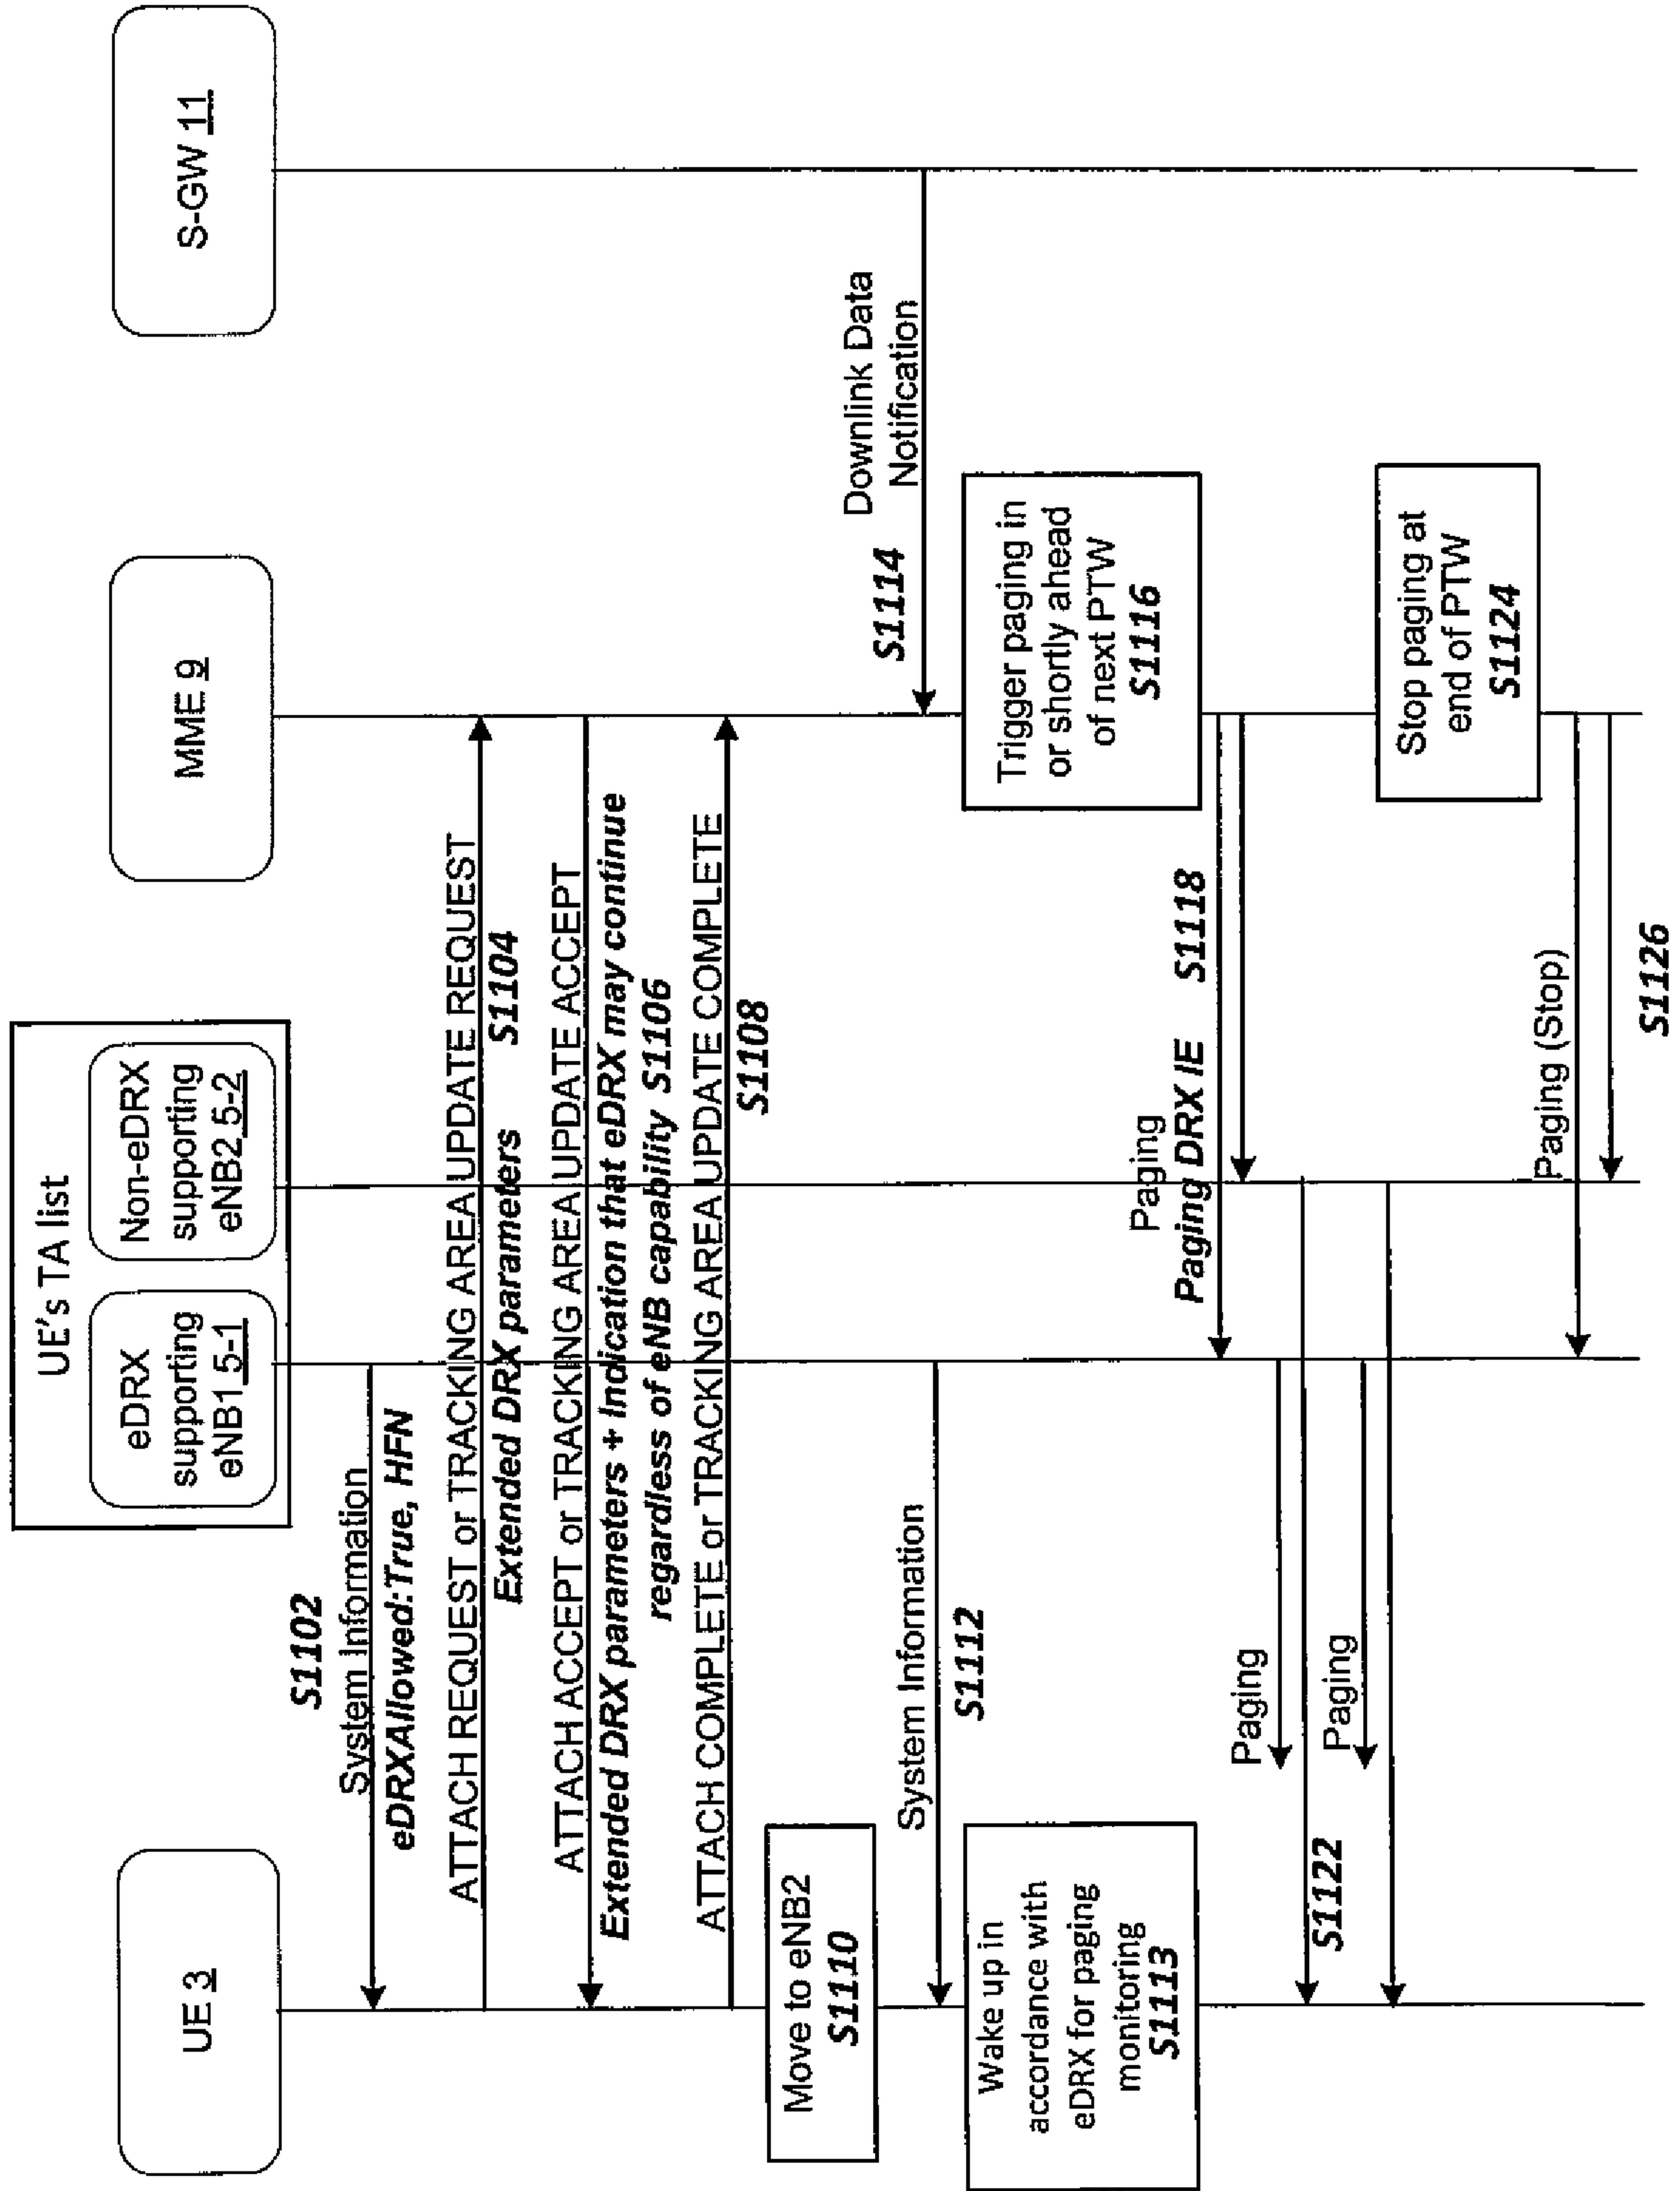 UE's TA list
UE 3
eDRX
supporting
eNB1 5-1
Non-eDRX
supporting
eNB2 5-2
MME 9
S-GW 11
S1102
System Information
eDRXAllowed:True, HFN
ATTACH REQUEST or TRACKING AREA UPDATE REQUEST
Extended DRX parameters S1104
ATTACH ACCEPT or TRACKING AREA UPDATE ACCEPT
Extended DRX parameters + Indication that eDRX may continue
regardless of eNB capability S1106
ATTACH COMPLETE or TRACKING AREA UPDATE COMPLETE
S1108
Move to eNB2
S1110
Downlink Data
Notification
S1114
System Information
S1112
Wake up in
accordance with
eDRX for paging
monitoring
S1113
Trigger paging in
or shortly ahead
of next PTW
S1116
Paging
Paging DRX IE S1118
Paging
S1122
Paging
Stop paging at
end of PTW
S1124
Paging (Stop)
S1126